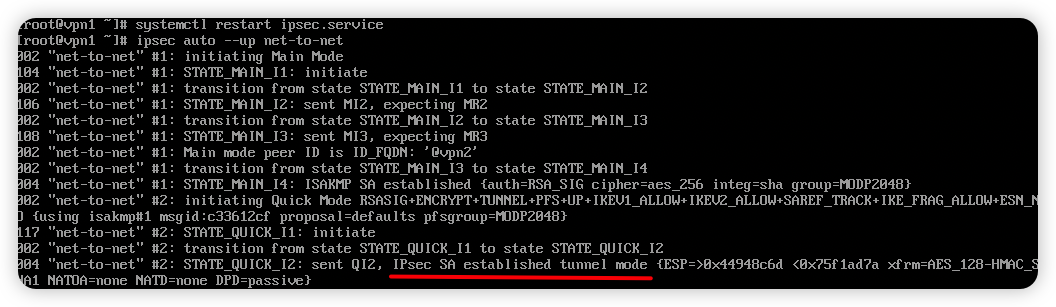 [root@vpn1 ~]# systemctl restart ipsec.service
[root@vpn1 ~]# ipsec auto --up net-to-net
002 "net-to-net" #1: initiating Main Mode
104 "net-to-net" #1: STATE_MAIN_I1: initiate
002 "net-to-net" #1: transition from state STATE_MAIN_I1 to state STATE_MAIN_I2
106 "net-to-net" #1: STATE_MAIN_I2: sent MI2, expecting MR2
002 "net-to-net" #1: transition from state STATE_MAIN_I2 to state STATE_MAIN_I3
108 "net-to-net" #1: STATE_MAIN_I3: sent MI3, expecting MR3
002 "net-to-net" #1: Main mode peer ID is ID_FQDN: '@vpn2'
002 "net-to-net" #1: transition from state STATE_MAIN_I3 to state STATE_MAIN_I4
004 "net-to-net" #1: STATE_MAIN_I4: ISAKMP SA established {auth=RSA_SIG cipher=aes_256 integ=sha group=MODP2048}
002 "net-to-net" #2: initiating Quick Mode RSASIG+ENCRYPT+TUNNEL+PFS+UP+IKEV1_ALLOW+IKEV2_ALLOW+SAREF_TRACK+IKE_FRAG_ALLOW+ESN_N
O {using isakmp#1 msgid:c33612cf proposal=defaults pfsgroup=MODP2048}
117 "net-to-net" #2: STATE_QUICK_I1: initiate
002 "net-to-net" #2: transition from state STATE_QUICK_I1 to state STATE_QUICK_I2
004 "net-to-net" #2: STATE_QUICK_I2: sent QI2, IPsec SA established tunnel mode {ESP=>0x44948c6d <0x75f1ad7a xfrm=AES_128-HMAC_S
HA1 NATOA=none NATD=none DPD=passive}